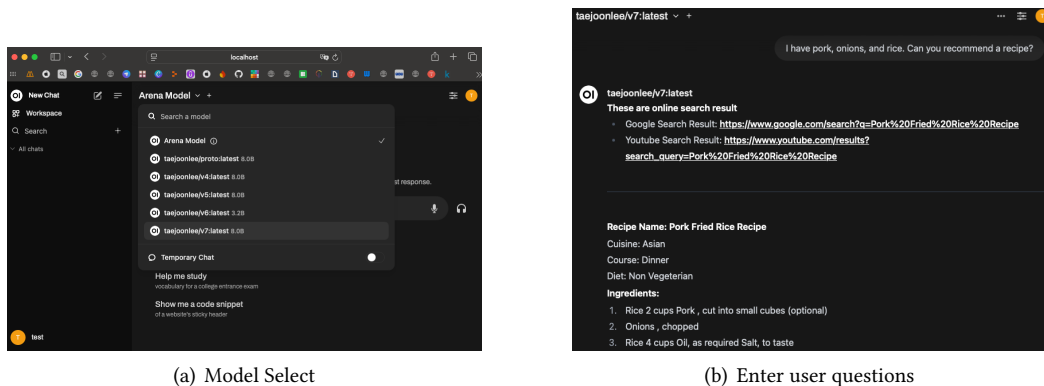 localhost
New Chat
Workspace
Search
All chats
test
Arena Model
Search a model
Arena Model
taejoonlee/proto:latest 8.0B
taejoonlee/v4:latest 8.0B
taejoonlee/v5:latest 8.0B
taejoonlee/v6:latest 3.2B
taejoonlee/v7:latest 8.0B
Temporary Chat
st response.
Help me study
vocabulary for a college entrance exam
Show me a code snippet
of a website's sticky header
(a) Model Select
taejoonlee/v7:latest
I have pork, onions, and rice. Can you recommend a recipe?
taejoonlee/v7:latest
These are online search result
Google Search Result: https://www.google.com/search?q=Pork%20Fried%20Rice%20Recipe
Youtube Search Result: https://www.youtube.com/results?
search_query=Pork%20Fried%20Rice%20Recipe
Recipe Name: Pork Fried Rice Recipe
Cuisine: Asian
Course: Dinner
Diet: Non Vegeterian
Ingredients:
1. Rice 2 cups Pork , cut into small cubes (optional)
2. Onions , chopped
3. Rice 4 cups Oil, as required Salt, to taste
(b) Enter user questions